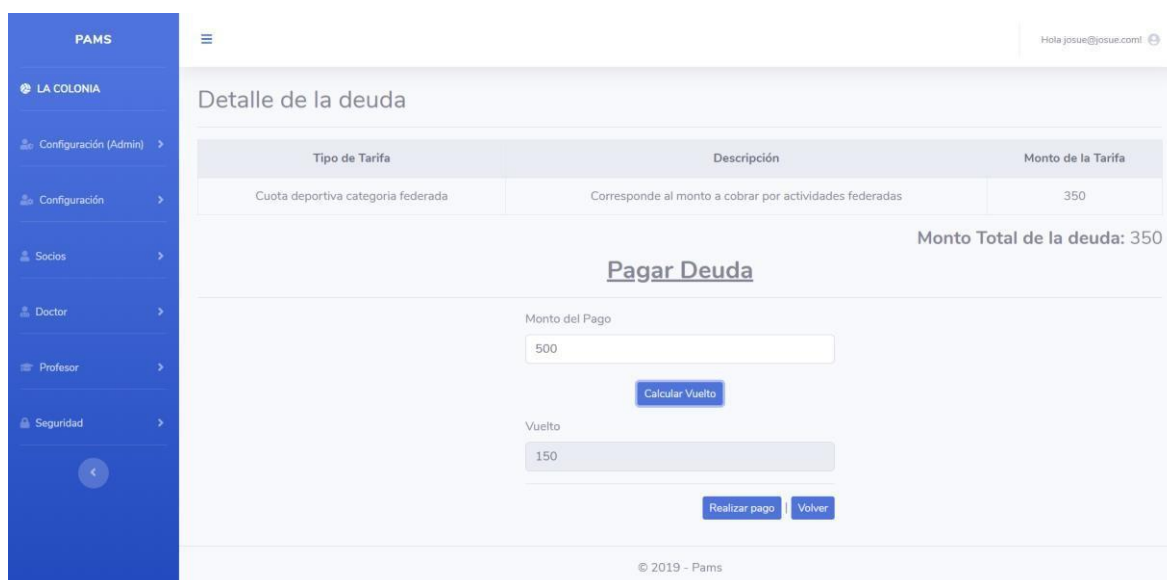 PAMS
Hola josue@josue.com!
LA COLONIA
Configuración (Admin)
Configuración
Socios
Doctor
Profesor
Seguridad
Detalle de la deuda
Tipo de Tarifa Descripción Monto de la Tarifa
Cuota deportiva categoria federada Corresponde al monto a cobrar por actividades federadas 350
Monto Total de la deuda: 350
Pagar Deuda
Monto del Pago
500
Calcular Vuelto
Vuelto
150
Realizar pago | Volver
© 2019 - Pams